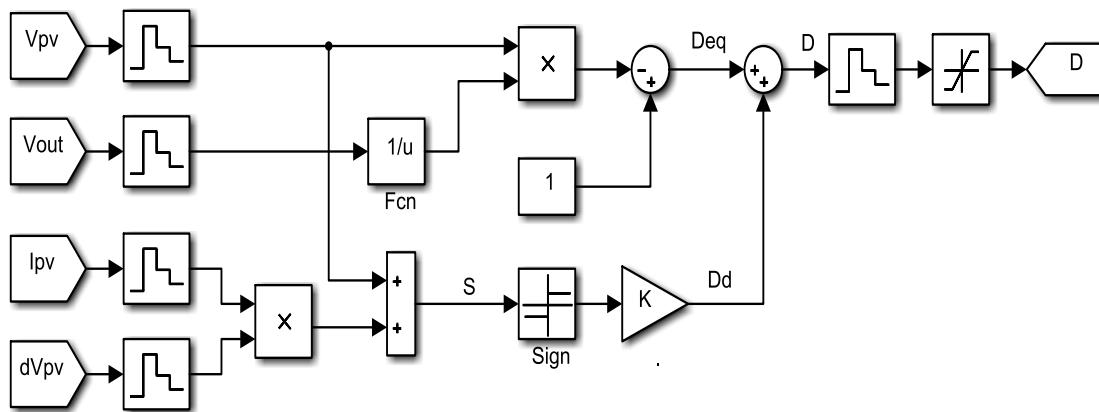 Vpv
Deq
D
D
Vout
1/u
1
Fcn
Ipv
S
Dd
K
dVpv
Sign
.